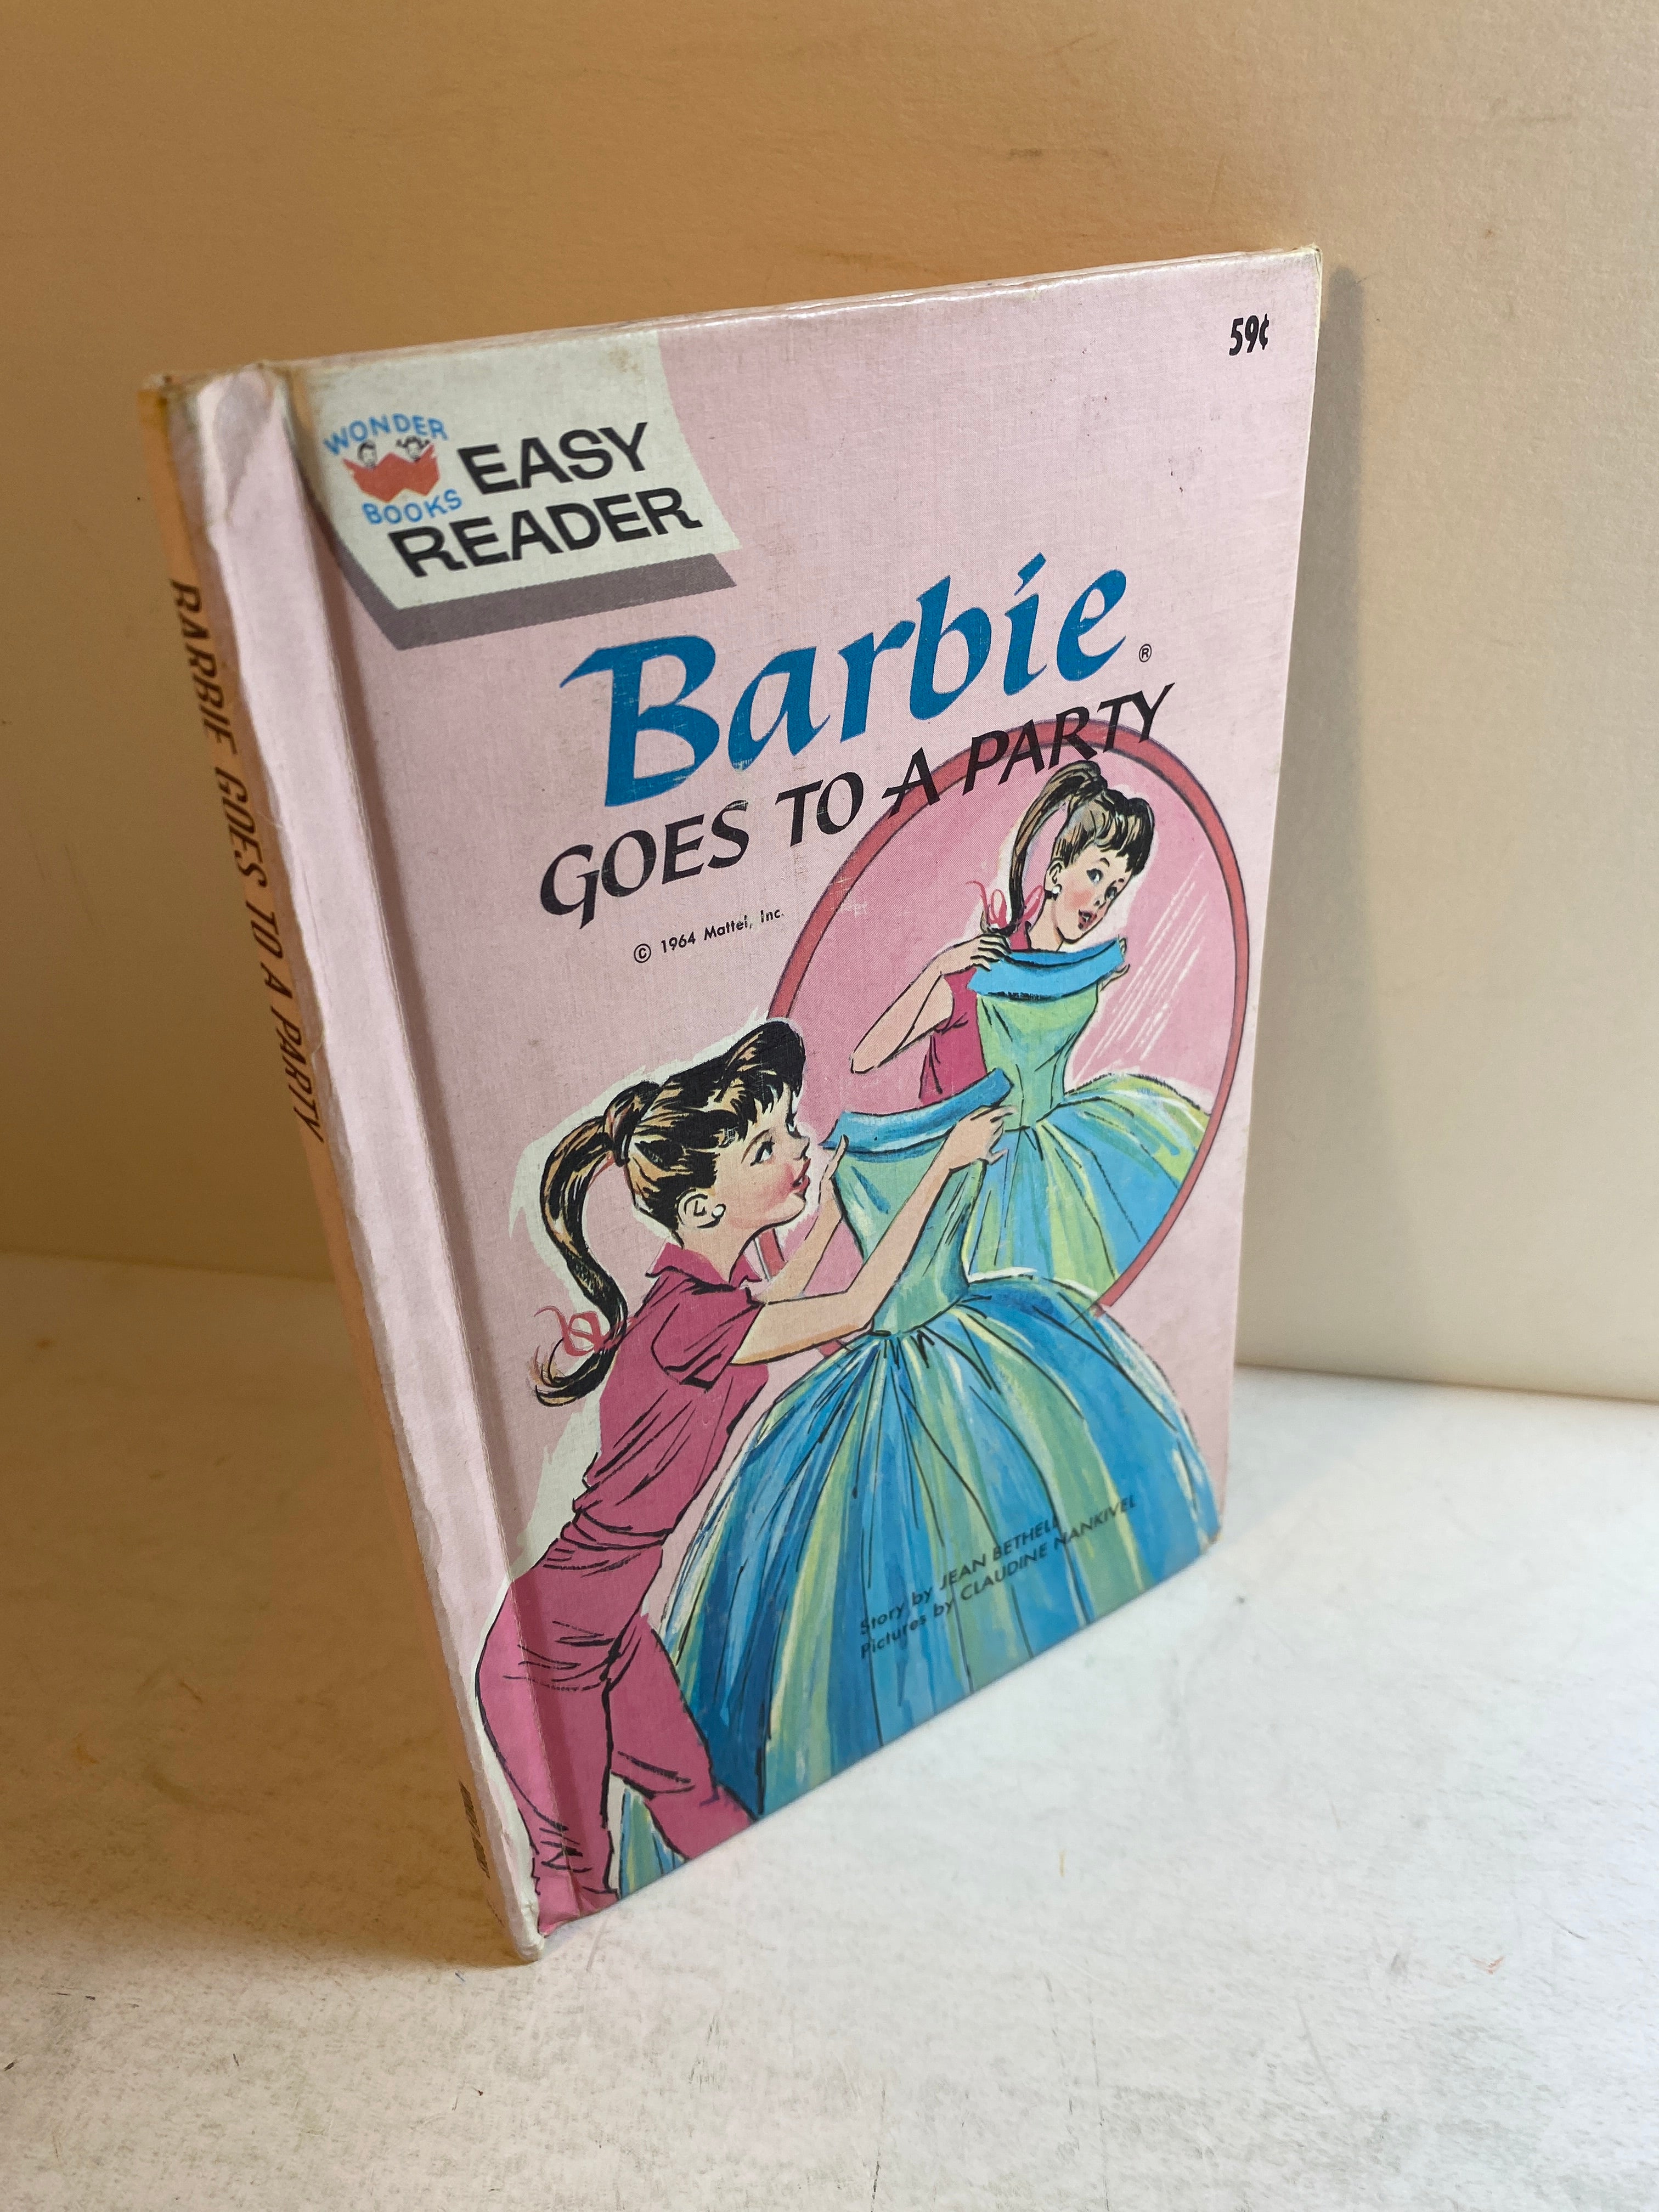 59¢
WONDER
BOOKS
EASY
READER
Barbie®
GOES TO A PARTY
© 1964 Mattel, Inc.
Story by JEAN BETHELL
Pictures by CLAUDINE NANKIVEL
BARBIE GOES TO A PARTY